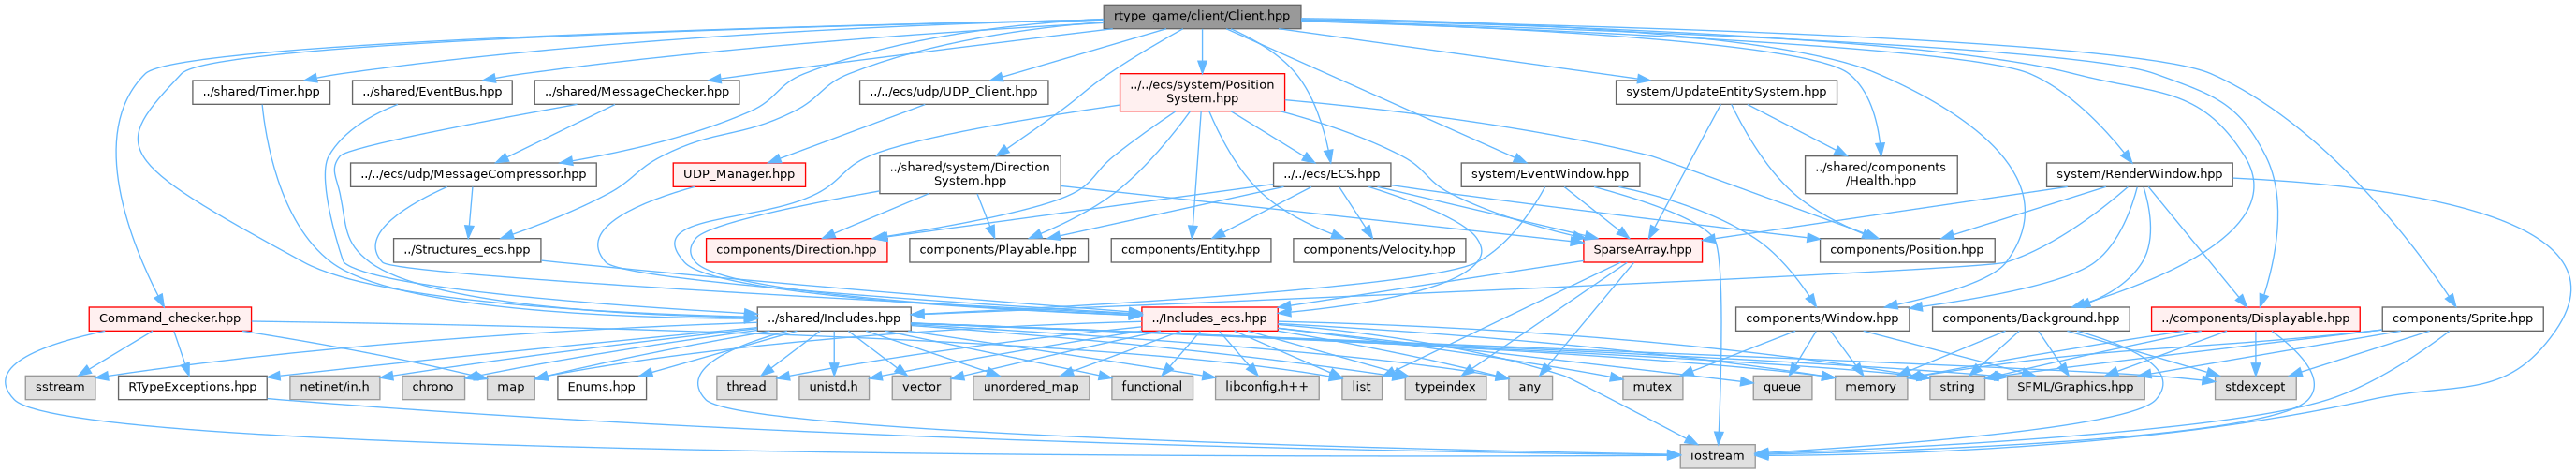 rtype_game/client/Client.hpp
../shared/Timer.hpp
../shared/EventBus.hpp
../shared/MessageChecker.hpp
../../ecs/udp/UDP_Client.hpp
../../ecs/system/Position
System.hpp
system/UpdateEntitySystem.hpp
../../ecs/udp/MessageCompressor.hpp
UDP_Manager.hpp
../shared/system/Direction
System.hpp
../../ecs/ECS.hpp
system/EventWindow.hpp
../shared/components
/Health.hpp
system/RenderWindow.hpp
../Structures_ecs.hpp
components/Direction.hpp
components/Playable.hpp
components/Entity.hpp
components/Velocity.hpp
SparseArray.hpp
components/Position.hpp
Command_checker.hpp
../shared/Includes.hpp
../Includes_ecs.hpp
components/Window.hpp
components/Background.hpp
../components/Displayable.hpp
components/Sprite.hpp
sstream
RTypeExceptions.hpp
netinet/in.h
chrono
map
Enums.hpp
thread
unistd.h
vector
unordered_map
functional
libconfig.h++
list
typeindex
any
mutex
queue
memory
string
SFML/Graphics.hpp
stdexcept
iostream